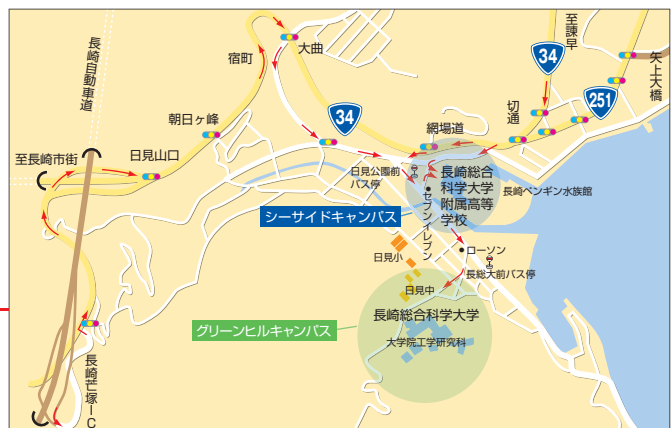 大曲
宿町
至諫早
矢上大橋
長崎自動車道
34
251
切通
朝日ヶ峰
34
網場道
日見山口
至長崎市街
日見公園前
バス停
長崎総合
科学大学
附属高等
学校
長崎ペンギン水族館
セブンイレブン
シーサイドキャンパス
ローソン
日見小
長総大前バス停
日見中
長崎総合科学大学
グリーンヒルキャンパス
大学院工学研究科
長崎芒塚IC